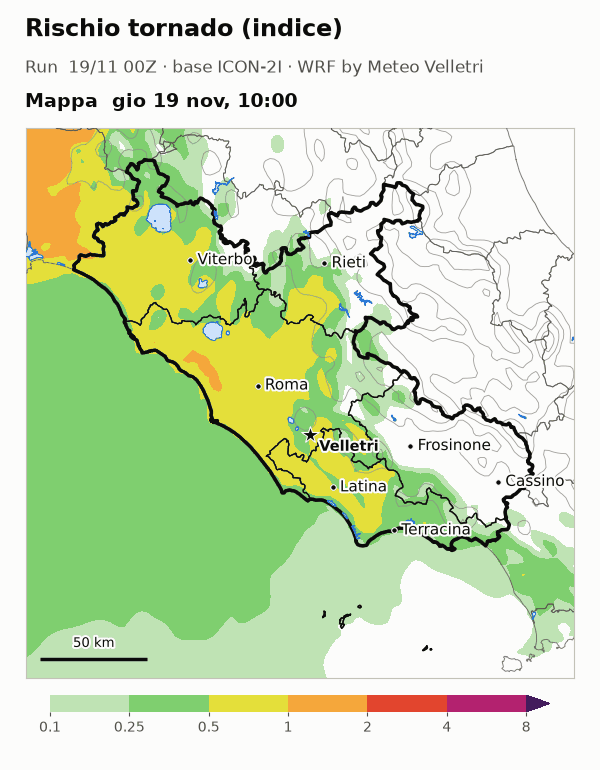 Rischio tornado (indice)
Run  19/11 00Z · base ICON-2I · WRF by Meteo Velletri
Mappa  gio 19 nov, 10:00
Viterbo
Rieti
Roma
Velletri
Frosinone
Latina
Cassino
Terracina
50 km
0.1 0.25 0.5 1 2 4 8